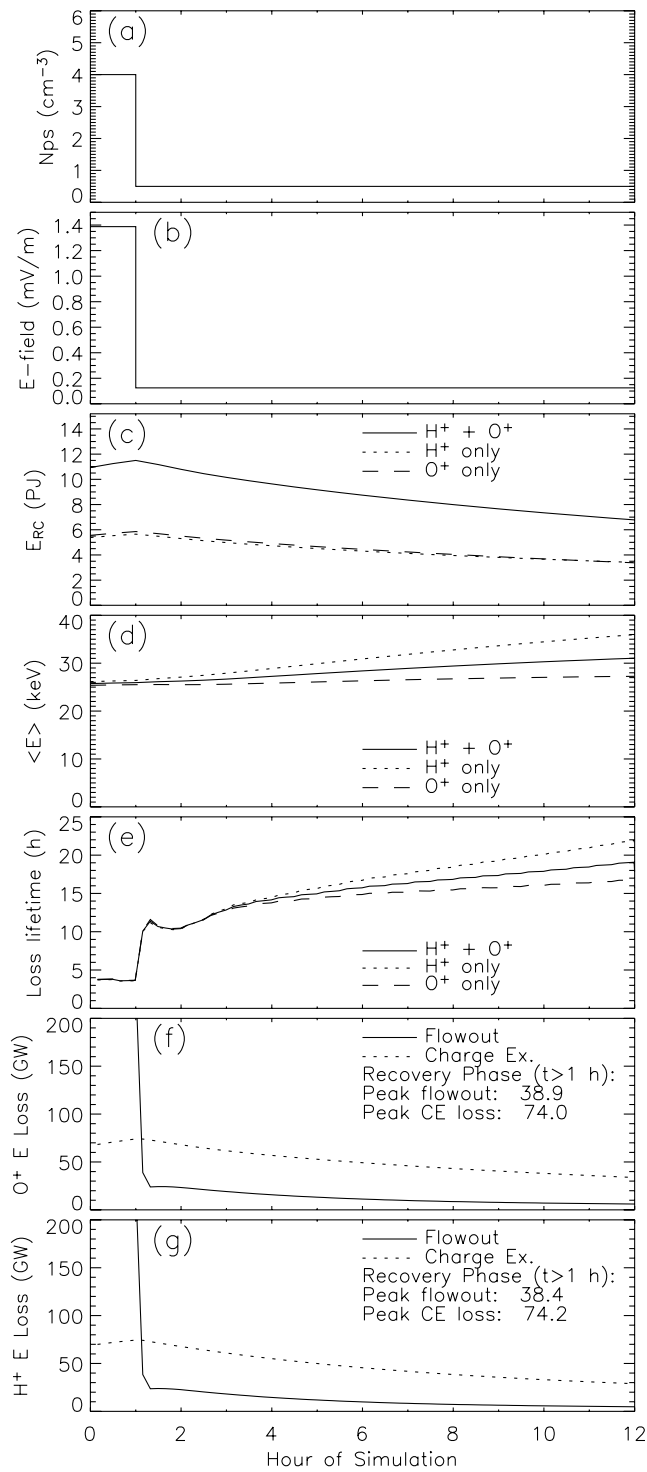 (a)
Nps (cm⁻³)
6
5
4
3
2
1
0
(b)
E-field (mV/m)
1.4
1.2
1.0
0.8
0.6
0.4
0.2
0.0
(c)
E_RC (PJ)
14
12
10
8
6
4
2
0
H⁺ + O⁺
H⁺ only
O⁺ only
(d)
<E> (keV)
40
30
20
10
0
H⁺ + O⁺
H⁺ only
O⁺ only
(e)
Loss lifetime (h)
25
20
15
10
5
0
H⁺ + O⁺
H⁺ only
O⁺ only
(f)
O⁺ E Loss (GW)
200
150
100
50
0
Flowout
Charge Ex.
Recovery Phase (t>1 h):
Peak flowout: 38.9
Peak CE loss: 74.0
(g)
H⁺ E Loss (GW)
200
150
100
50
0
Flowout
Charge Ex.
Recovery Phase (t>1 h):
Peak flowout: 38.4
Peak CE loss: 74.2
0 2 4 6 8 10 12
Hour of Simulation